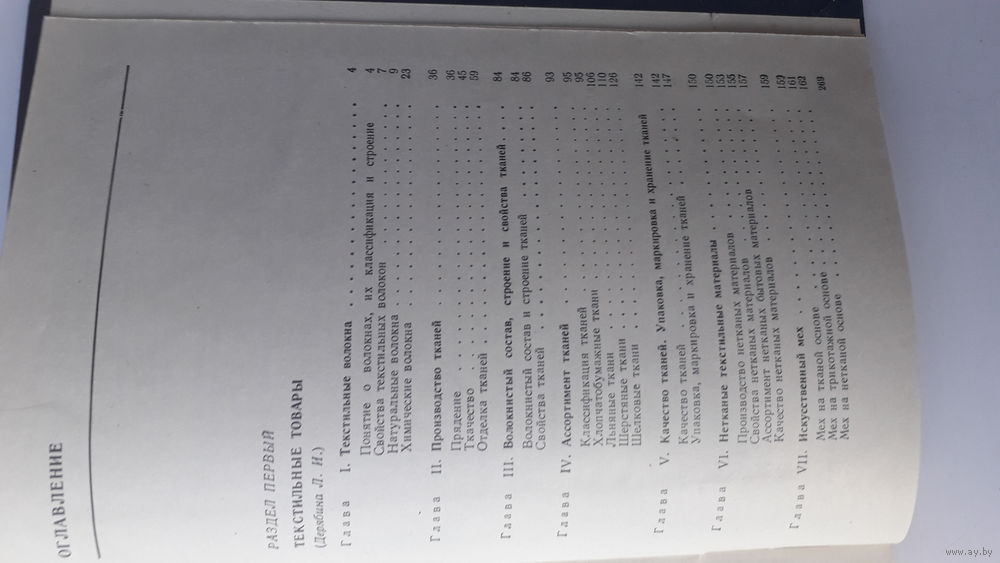 ОГЛАВЛЕНИЕ
РАЗДЕЛ ПЕРВЫЙ
ТЕКСТИЛЬНЫЕ ТОВАРЫ
(Дерябина Л. И.)
Глава I. Текстильные волокна . . . . . . . . . . 4
Понятие о волокнах, их классификация и строение 4
Свойства текстильных волокон . . . . . . . . . . 7
Натуральные волокна . . . . . . . . . . 9
Химические волокна . . . . . . . . . . 23
Глава II. Производство тканей . . . . . . . . . . 36
Прядение . . . . . . . . . . 36
Ткачество . . . . . . . . . . 45
Отделка тканей . . . . . . . . . . 59
Глава III. Волокнистый состав, строение и свойства тканей . . . . 84
Волокнистый состав и строение тканей . . . . . . . . . . 84
Свойства тканей . . . . . . . . . . 86
Глава IV. Ассортимент тканей . . . . . . . . . . 93
Классификация тканей . . . . . . . . . . 95
Хлопчатобумажные ткани . . . . . . . . . . 95
Льняные ткани . . . . . . . . . . 106
Шерстяные ткани . . . . . . . . . . 110
Шелковые ткани . . . . . . . . . . 126
Глава V. Качество тканей. Упаковка, маркировка и хранение тканей 142
Качество тканей . . . . . . . . . . 142
Упаковка, маркировка и хранение тканей . . . . . . . 147
Глава VI. Нетканые текстильные материалы . . . . . . . . . . 150
Производство нетканых материалов . . . . . . . . . . 150
Свойства нетканых материалов . . . . . . . . . . 153
Ассортимент нетканых бытовых материалов . . . . . . . 155
Качество нетканых материалов . . . . . . . . . . 157
Глава VII. Искусственный мех . . . . . . . . . . 159
Мех на тканой основе . . . . . . . . . . 159
Мех на трикотажной основе . . . . . . . . . . 161
Мех на нетканой основе . . . . . . . . . . 162
269
www.ay.by